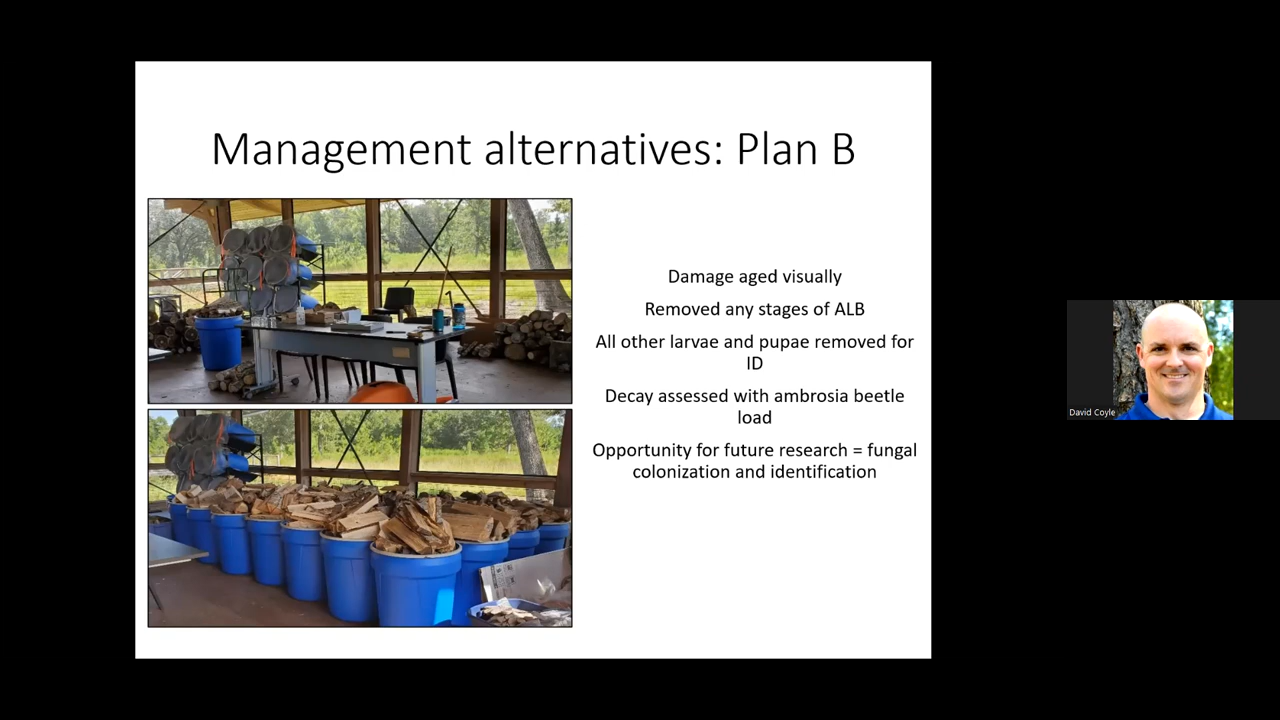 Management alternatives: Plan B
Damage aged visually
Removed any stages of ALB
All other larvae and pupae removed for
ID
Decay assessed with ambrosia beetle
load
Opportunity for future research = fungal
colonization and identification
David Coyle